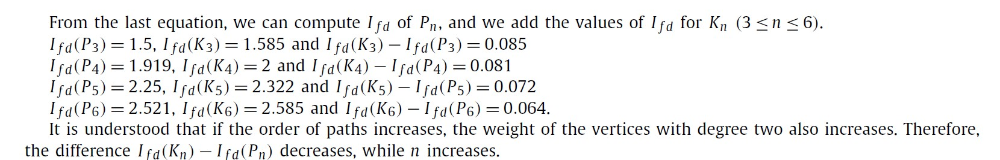 From the last equation, we can compute I_{fd} of P_n, and we add the values of I_{fd} for K_n (3 ≤ n ≤ 6).
I_{fd}(P_3) = 1.5, I_{fd}(K_3) = 1.585 and I_{fd}(K_3) − I_{fd}(P_3) = 0.085
I_{fd}(P_4) = 1.919, I_{fd}(K_4) = 2 and I_{fd}(K_4) − I_{fd}(P_4) = 0.081
I_{fd}(P_5) = 2.25, I_{fd}(K_5) = 2.322 and I_{fd}(K_5) − I_{fd}(P_5) = 0.072
I_{fd}(P_6) = 2.521, I_{fd}(K_6) = 2.585 and I_{fd}(K_6) − I_{fd}(P_6) = 0.064.
It is understood that if the order of paths increases, the weight of the vertices with degree two also increases. Therefore,
the difference I_{fd}(K_n) − I_{fd}(P_n) decreases, while n increases.